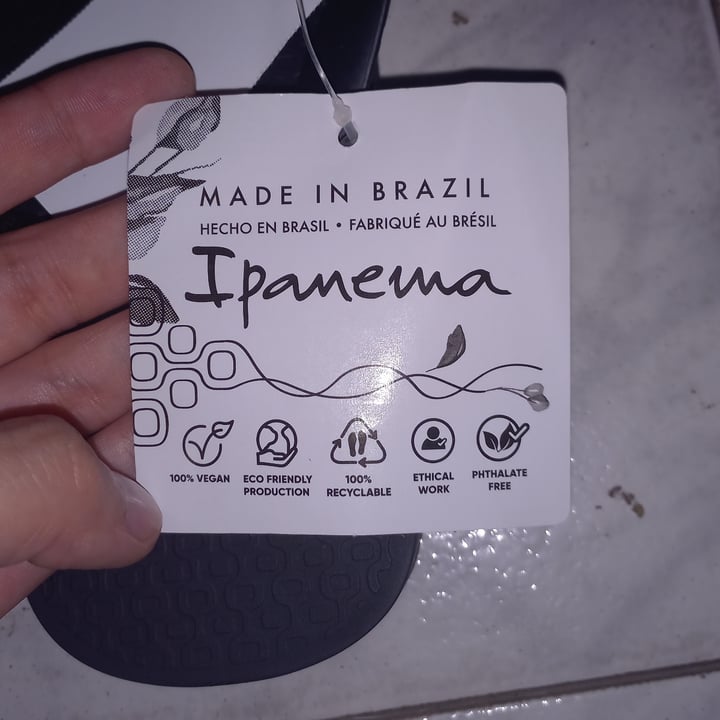 MADE IN BRAZIL
HECHO EN BRASIL • FABRIQUÉ AU BRÉSIL
Ipanema
100% VEGAN
ECO FRIENDLY
PRODUCTION
100%
RECYCLABLE
ETHICAL
WORK
PHTHALATE
FREE